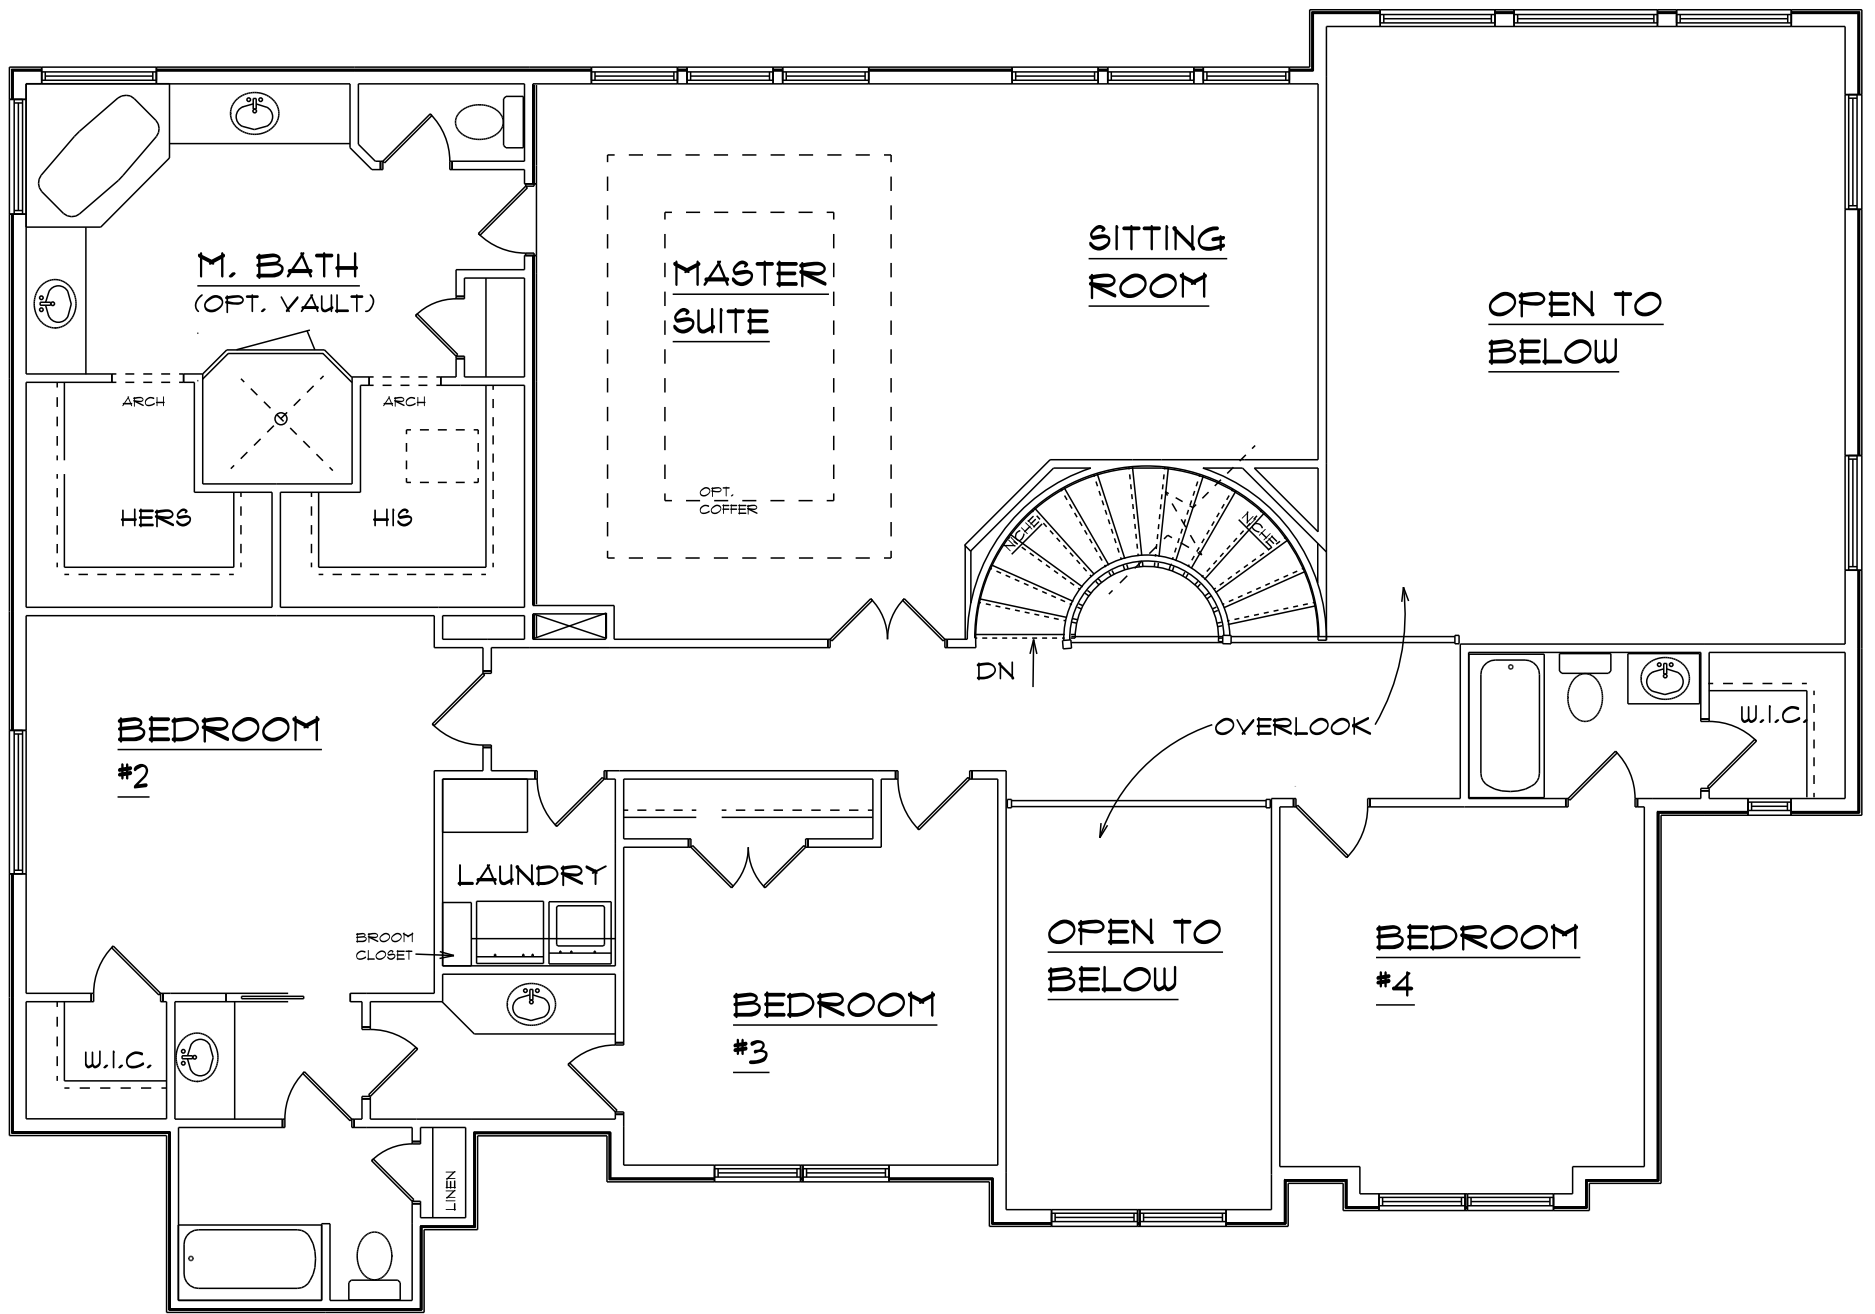 M. BATH
(OPT. VAULT)
MASTER
SUITE
SITTING
ROOM
OPEN TO
BELOW
ARCH
ARCH
HERS
HIS
OPT.
COFFER
NICHE
NICHE
DN
OVERLOOK
W.I.C.
BEDROOM
#2
LAUNDRY
BROOM
CLOSET
BEDROOM
#3
OPEN TO
BELOW
BEDROOM
#4
W.I.C.
LINEN